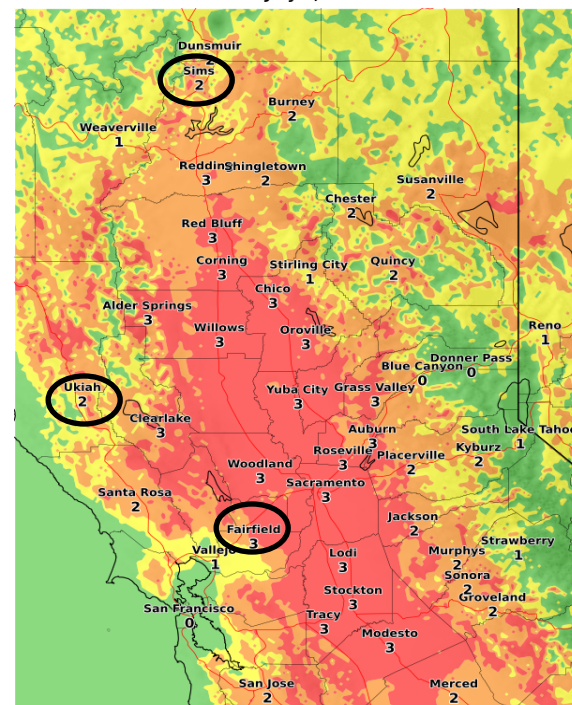 Dunsmuir
2
Sims
2
Burney
2
Weaverville
1
Redding
3
Shingletown
2
Susanville
2
Chester
2
Red Bluff
3
Corning
3
Stirling City
1
Quincy
2
Chico
3
Alder Springs
3
Willows
3
Oroville
3
Reno
1
Donner Pass
0
Blue Canyon
0
Ukiah
2
Yuba City
3
Grass Valley
3
Clearlake
3
Auburn
3
South Lake Tahoe
1
Roseville
3
Placerville
2
Kyburz
2
Woodland
3
Sacramento
3
Santa Rosa
2
Jackson
2
Fairfield
3
Strawberry
1
Vallejo
1
Lodi
3
Murphys
2
Sonora
2
Groveland
2
Stockton
3
San Francisco
0
Tracy
3
Modesto
3
San Jose
2
Merced
2